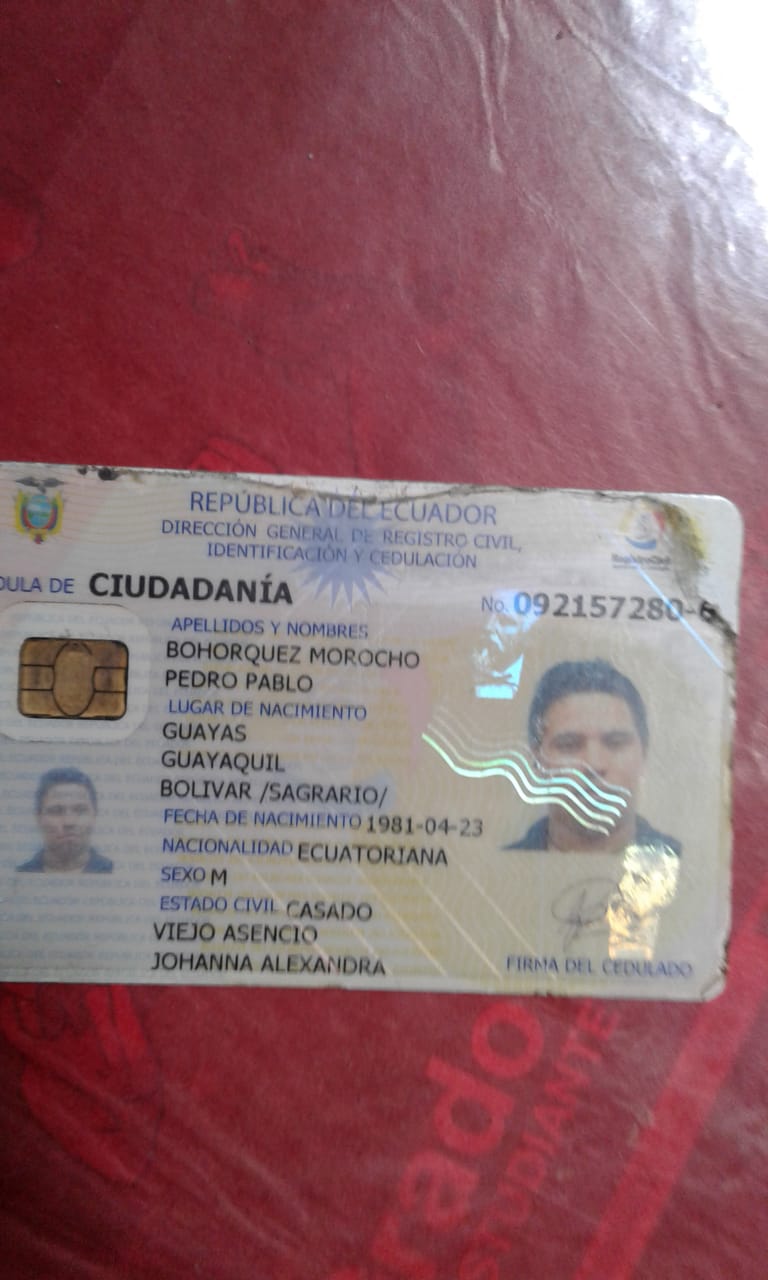 REPÚBLICA DEL ECUADOR
DIRECCIÓN GENERAL DE REGISTRO CIVIL,
IDENTIFICACIÓN Y CEDULACIÓN
DULA DE CIUDADANÍA
No. 092157280-6
APELLIDOS Y NOMBRES
BOHORQUEZ MOROCHO
PEDRO PABLO
LUGAR DE NACIMIENTO
GUAYAS
GUAYAQUIL
BOLIVAR /SAGRARIO/
FECHA DE NACIMIENTO 1981-04-23
NACIONALIDAD ECUATORIANA
SEXO M
ESTADO CIVIL CASADO
VIEJO ASENCIO
JOHANNA ALEXANDRA
FIRMA DEL CEDULADO
rado
STUDIANTE